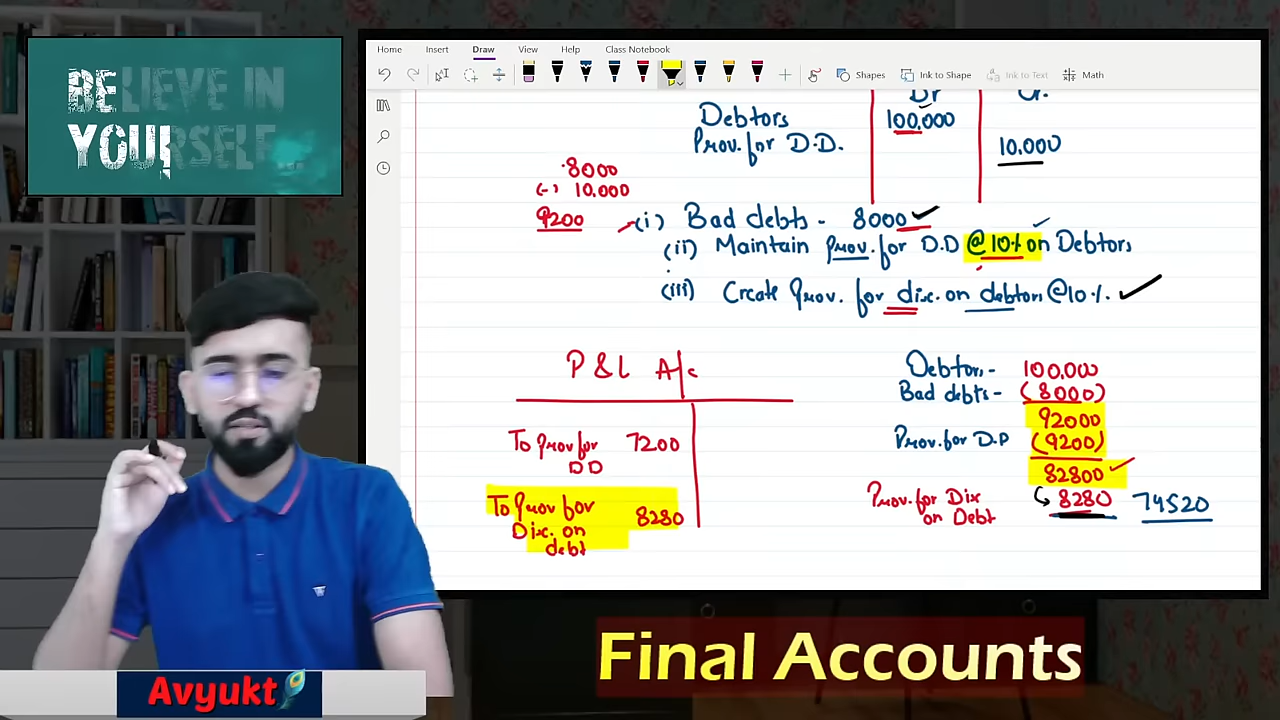 BELIEVE IN
YOURSELF...
Home Insert Draw View Help Class Notebook
Shapes Ink to Shape Ink to Text Math
Dr Cr.
Debtors 100,000
Prov. for D.D. 10.000
8000
(-) 10.000
9200
(i) Bad debts - 8000
(ii) Maintain Prov. for D.D @ 10% on Debtors
(iii) Create Prov. for disc. on debtors @10%.
P & L A/c
To Prov for DD 7200
To Prov for Disc. on debt 8280
Debtors - 100,000
Bad debts - (8000)
92000
Prov. for D.D (9200)
82800
Prov. for Dis on Debt 8280 74520
Final Accounts
Avyukt